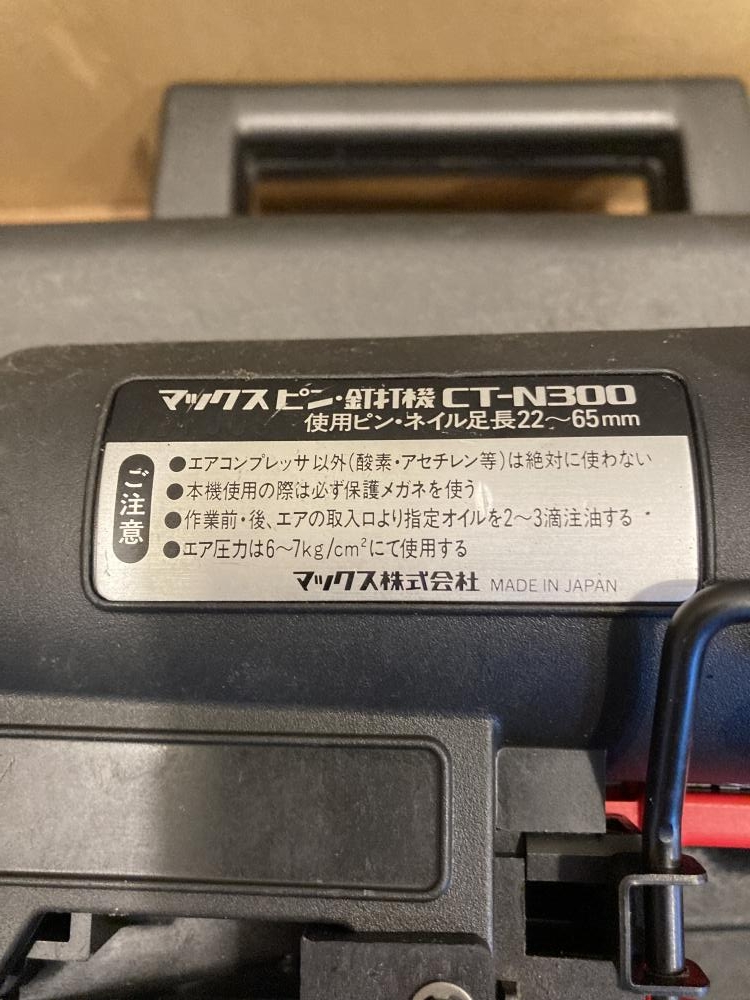 マックス ピン・釘打機 CT-N300
使用ピン・ネイル足長22〜65mm
ご注意
●エアコンプレッサ以外(酸素・アセチレン等)は絶対に使わない
●本機使用の際は必ず保護メガネを使う
●作業前・後、エアの取入口より指定オイルを2〜3滴注油する
●エア圧力は6〜7kg/cm²にて使用する
マックス株式会社 MADE IN JAPAN